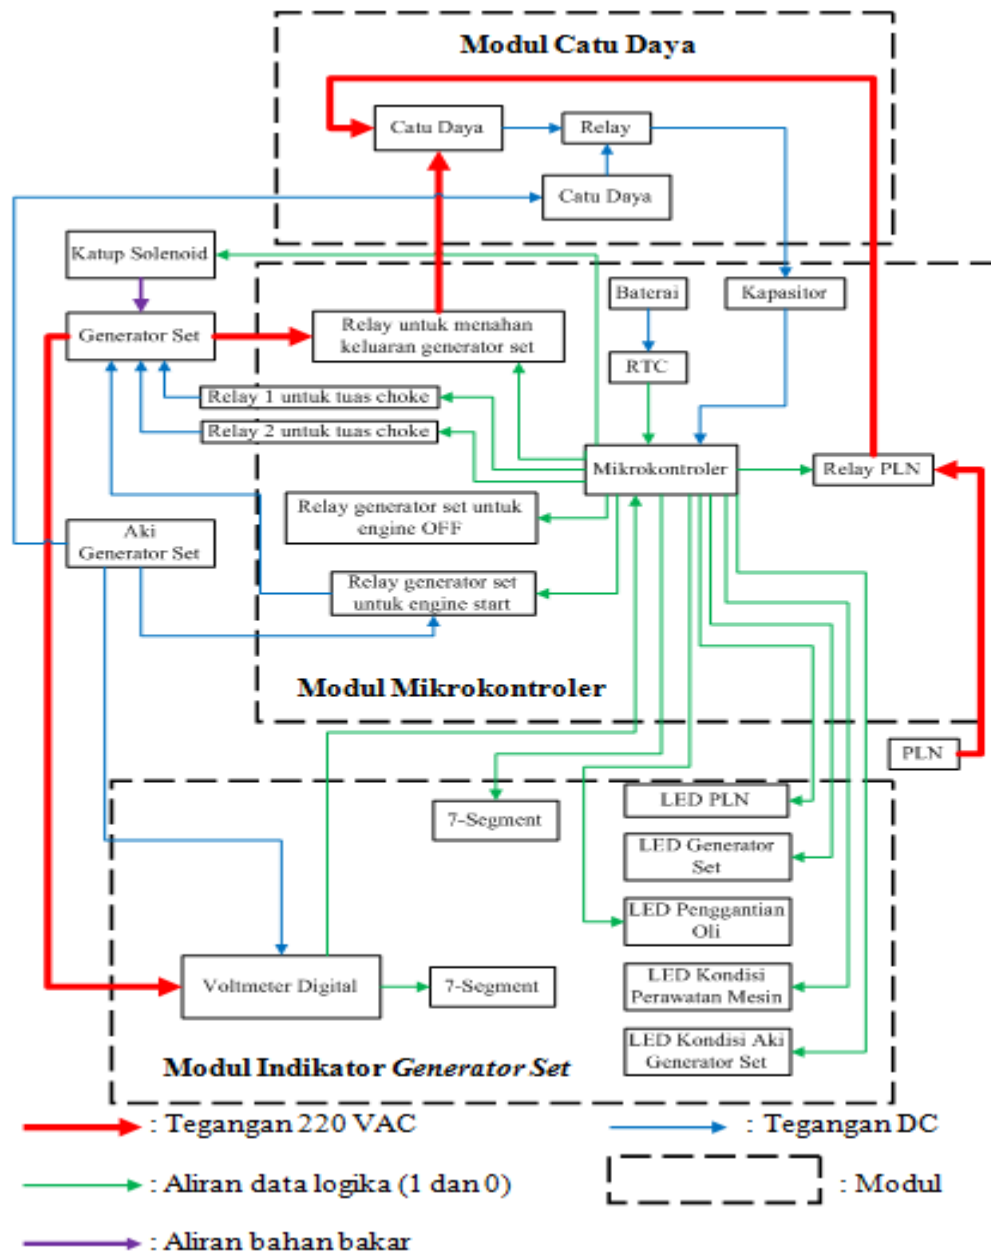 Modul Catu Daya
Catu Daya
Relay
Catu Daya
Katup Solenoid
Baterai
Kapasitor
Generator Set
Relay untuk menahan
keluaran generator set
RTC
Relay 1 untuk tuas choke
Relay 2 untuk tuas choke
Mikrokontroler
Relay PLN
Relay generator set untuk
engine OFF
Aki
Generator Set
Relay generator set
untuk engine start
Modul Mikrokontroler
PLN
7-Segment
LED PLN
LED Generator
Set
LED Penggantian
Oli
Voltmeter Digital
7-Segment
LED Kondisi
Perawatan Mesin
LED Kondisi Aki
Generator Set
Modul Indikator Generator Set
: Tegangan 220 VAC
: Tegangan DC
: Aliran data logika (1 dan 0)
: Modul
: Aliran bahan bakar